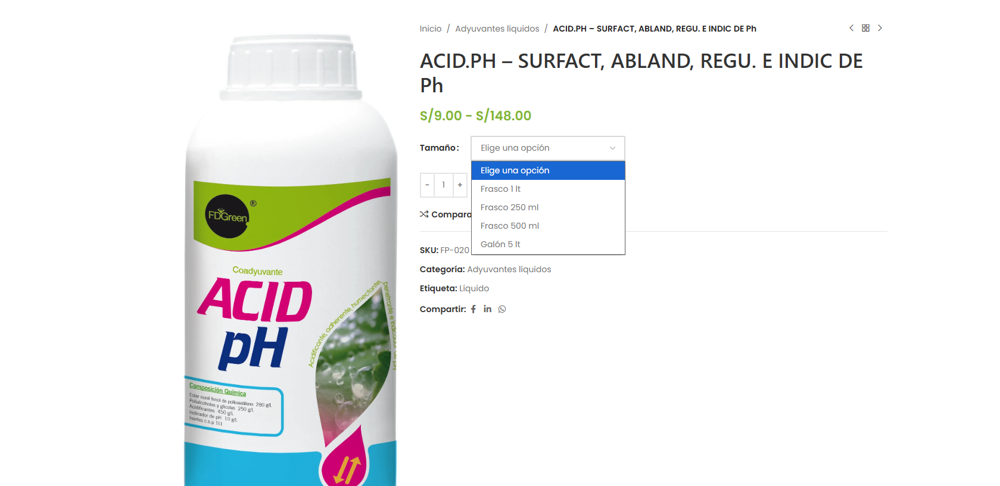 Inicio / Adyuvantes líquidos / ACID.PH – SURFACT, ABLAND, REGU. E INDIC DE Ph
ACID.PH – SURFACT, ABLAND, REGU. E INDIC DE
Ph
S/9.00 - S/148.00
Tamaño:
Elige una opción
Elige una opción
Frasco 1 lt
Frasco 250 ml
Frasco 500 ml
Galón 5 lt
- 1 +
Compara
SKU: FP-020
Categoría: Adyuvantes líquidos
Etiqueta: Líquido
Compartir:
FDGreen ®
Coadyuvante
ACID
pH
Acidificante, adherente, humectante,
penetrante e indicador de pH
Composición Química
Ester nonil fenol de polioxietileno 280 g/L
Polialcoholes y glicoles 250 g/L
Acidificantes 450 g/L
Indicador de pH 10 g/L
Inertes c.s.p 1Lt